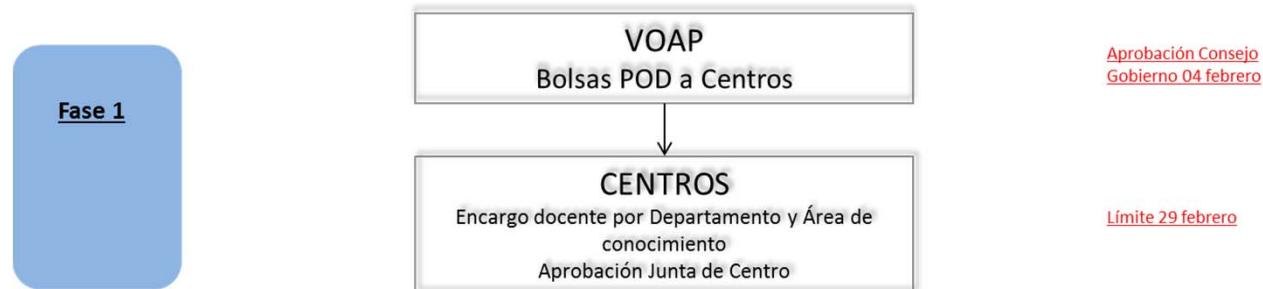 Fase 1
VOAP
Bolsas POD a Centros
Aprobación Consejo
Gobierno 04 febrero
CENTROS
Encargo docente por Departamento y Área de
conocimiento
Aprobación Junta de Centro
Límite 29 febrero